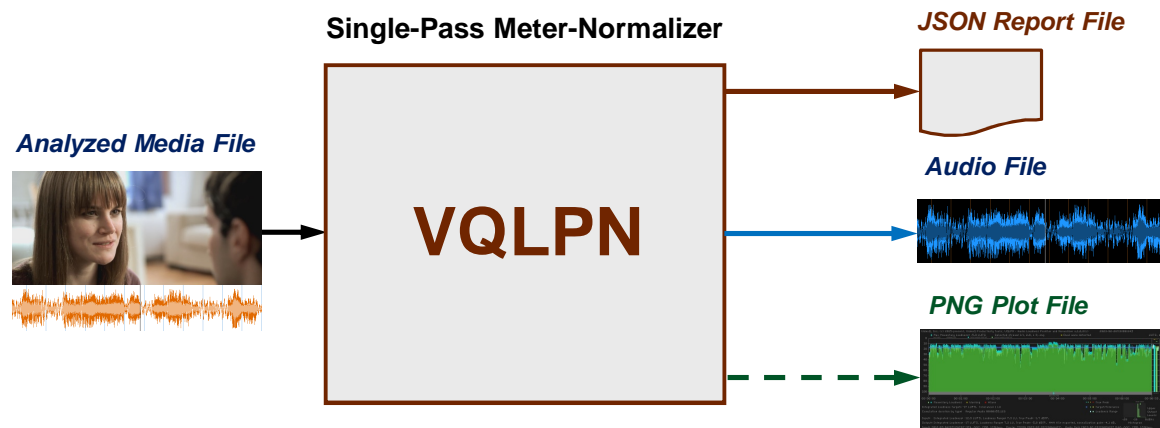 Single-Pass Meter-Normalizer
JSON Report File
Analyzed Media File
VQLPN
Audio File
PNG Plot File